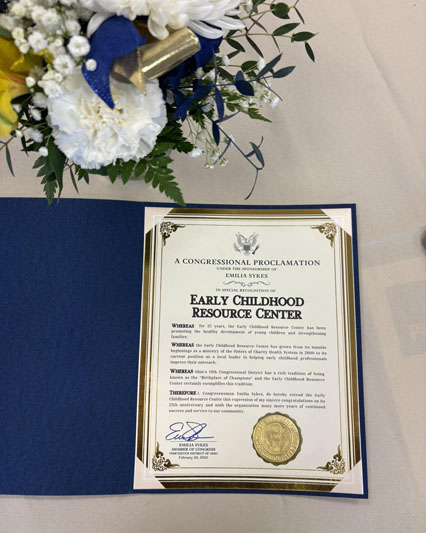 A CONGRESSIONAL PROCLAMATION
UNDER THE SPONSORSHIP OF
EMILIA SYKES
IN SPECIAL RECOGNITION OF
EARLY CHILDHOOD
RESOURCE CENTER
WHEREAS for 25 years, the Early Childhood Resource Center has been
promoting the healthy development of young children and strengthening
families;
WHEREAS the Early Childhood Resource Center has grown from its humble
beginnings as a ministry of the Sisters of Charity Health System in 2000 to its
current position as a local leader in helping early childhood professionals
improve their outreach;
WHEREAS Ohio's 13th Congressional District has a rich tradition of being
known as the "Birthplace of Champions" and the Early Childhood Resource
Center certainly exemplifies this tradition;
THEREFORE I, Congresswoman Emilia Sykes, do hereby extend the Early
Childhood Resource Center this expression of my sincere congratulations on its
25th anniversary and wish the organization many more years of continued
success and service to our community.
EMILIA SYKES
MEMBER OF CONGRESS
THIRTEENTH DISTRICT OF OHIO